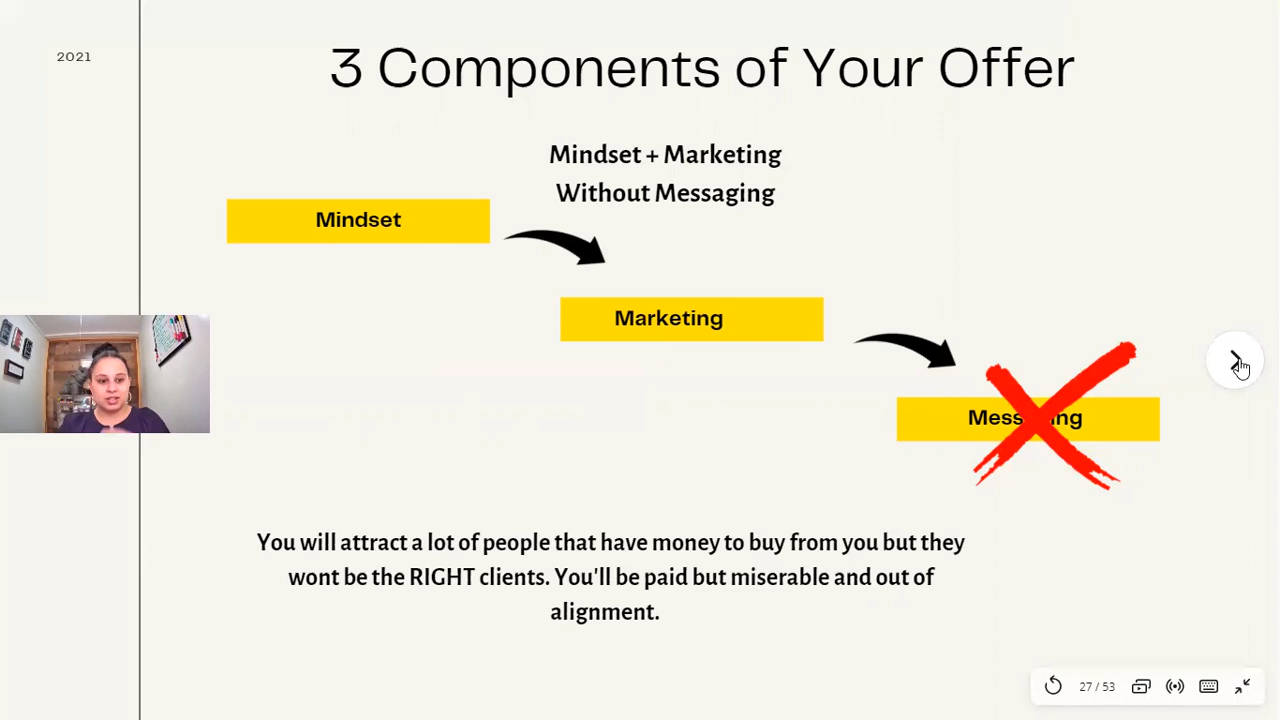 2021
3 Components of Your Offer
Mindset + Marketing
Without Messaging
Mindset
Marketing
You will attract a lot of people that have money to buy from you but they
wont be the RIGHT clients. You'll be paid but miserable and out of
alignment.
27 / 53